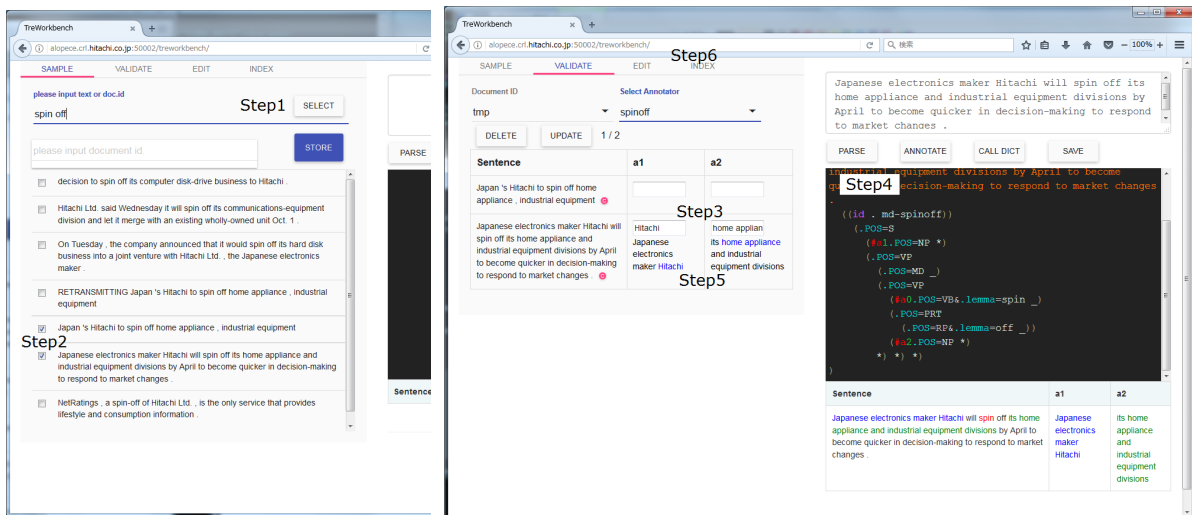 TreWorkbench × +
alopece.crl.hitachi.co.jp:50002/treworkbench/
SAMPLE VALIDATE EDIT INDEX
please input text or doc.id
spin off
Step1
SELECT
please input document id.
STORE
PARSE
decision to spin off its computer disk-drive business to Hitachi .
Hitachi Ltd. said Wednesday it will spin off its communications-equipment
division and let it merge with an existing wholly-owned unit Oct. 1 .
On Tuesday , the company announced that it would spin off its hard disk
business into a joint venture with Hitachi Ltd. , the Japanese electronics
maker .
RETRANSMITTING Japan 's Hitachi to spin off home appliance , industrial
equipment
Japan 's Hitachi to spin off home appliance , industrial equipment
Step2
Japanese electronics maker Hitachi will spin off its home appliance and
industrial equipment divisions by April to become quicker in decision-making
to respond to market changes .
NetRatings , a spin-off of Hitachi Ltd. , is the only service that provides
lifestyle and consumption information .
Sentence
TreWorkbench × +
alopece.crl.hitachi.co.jp:50002/treworkbench/
検索
100%
Step6
SAMPLE VALIDATE EDIT INDEX
Document ID Select Annotator
tmp spinoff
DELETE UPDATE 1 / 2
Sentence a1 a2
Japan 's Hitachi to spin off home
appliance , industrial equipment C
Step3
Japanese electronics maker Hitachi will
spin off its home appliance and
industrial equipment divisions by April
to become quicker in decision-making
to respond to market changes . C
Hitachi
Japanese
electronics
maker Hitachi
home applian
its home appliance
and industrial
equipment divisions
Step5
Japanese electronics maker Hitachi will spin off its
home appliance and industrial equipment divisions by
April to become quicker in decision-making to respond
to market changes .
PARSE ANNOTATE CALL DICT SAVE
industrial equipment divisions by April to become
Step4
decision-making to respond to market changes
.
((id . md-spinoff))
(.POS=S
(#a1.POS=NP *)
(.POS=VP
(.POS=MD _)
(.POS=VP
(#a0.POS=VB&.lemma=spin _)
(.POS=PRT
(.POS=RP&.lemma=off _))
(#a2.POS=NP *)
*) *) *)
)
Sentence a1 a2
Japanese electronics maker Hitachi will spin off its home
appliance and industrial equipment divisions by April to
become quicker in decision-making to respond to market
changes .
Japanese
electronics
maker
Hitachi
its home
appliance
and
industrial
equipment
divisions